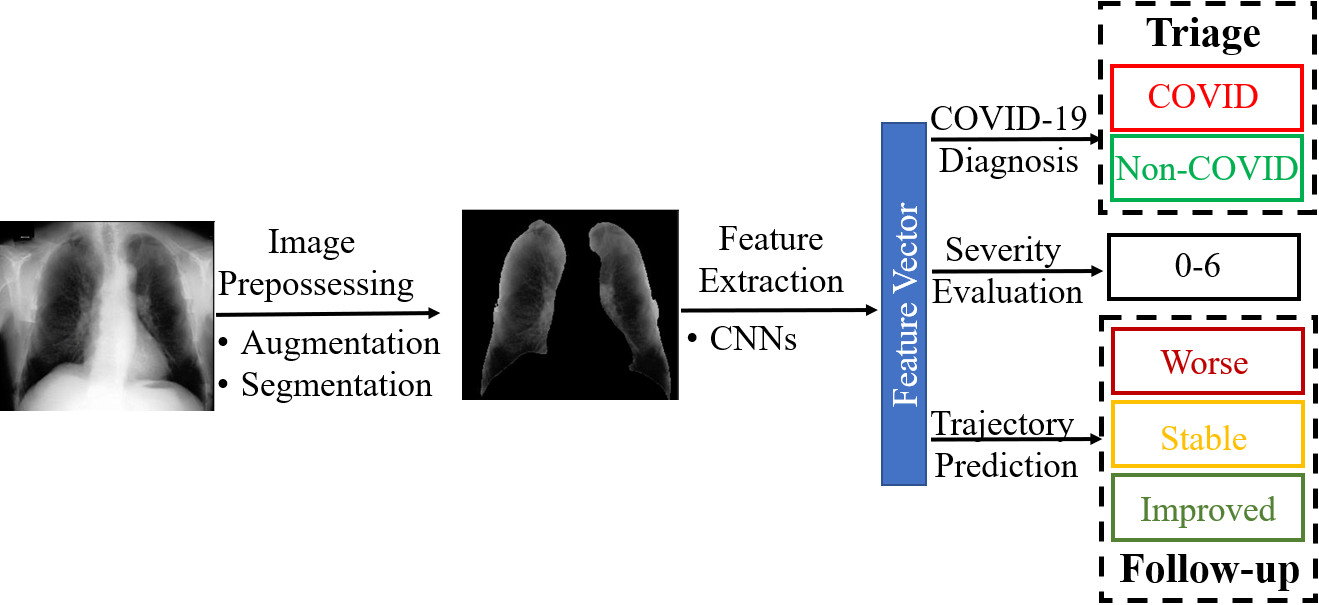 Image
Prepossessing
• Augmentation
• Segmentation
Feature
Extraction
• CNNs
Feature Vector
COVID-19
Diagnosis
Severity
Evaluation
Trajectory
Prediction
Triage
COVID
Non-COVID
0-6
Worse
Stable
Improved
Follow-up